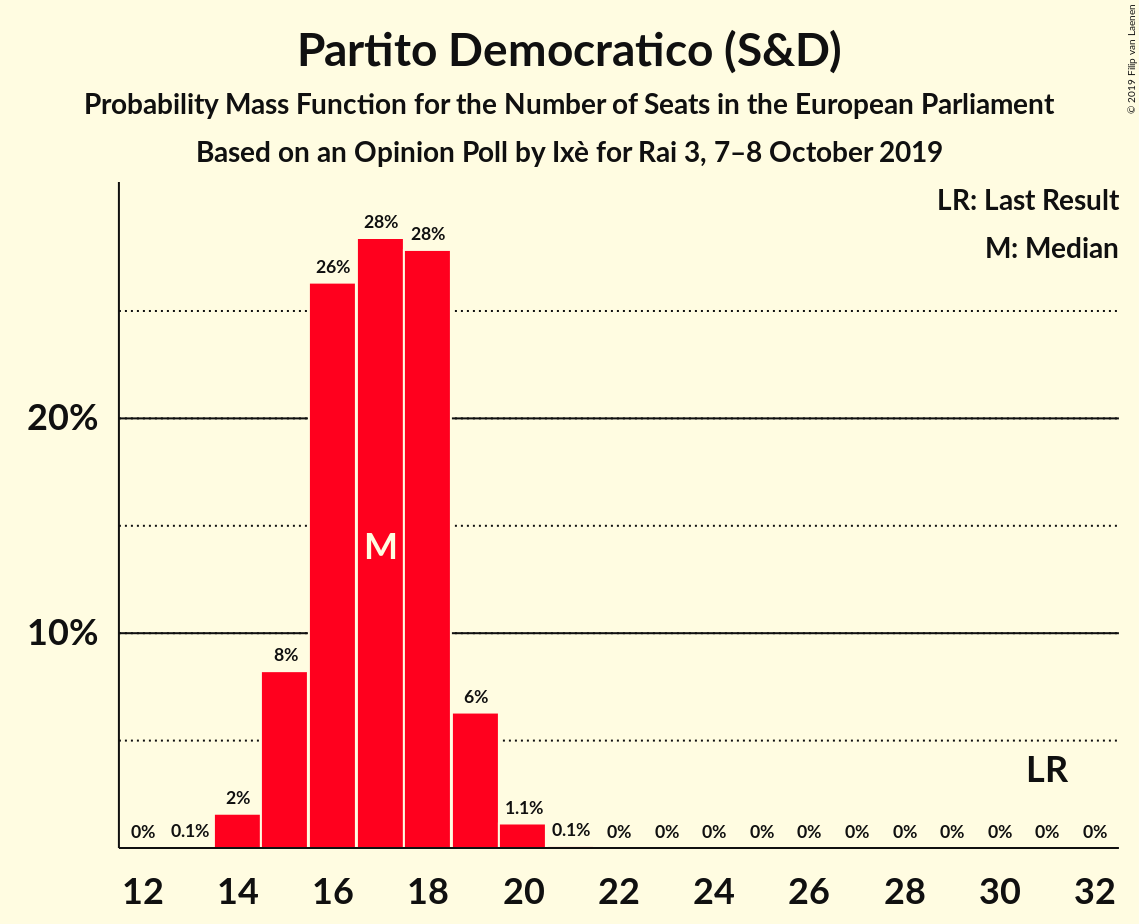 Partito Democratico (S&D)
Probability Mass Function for the Number of Seats in the European Parliament
Based on an Opinion Poll by Ixè for Rai 3, 7–8 October 2019
© 2019 Filip van Laenen
LR: Last Result
M: Median
20%
10%
0% 0.1% 2% 8% 26% 28% 28% 6% 1.1% 0.1% 0% 0% 0% 0% 0% 0% 0% 0% 0% 0% 0%
M
LR
12 14 16 18 20 22 24 26 28 30 32